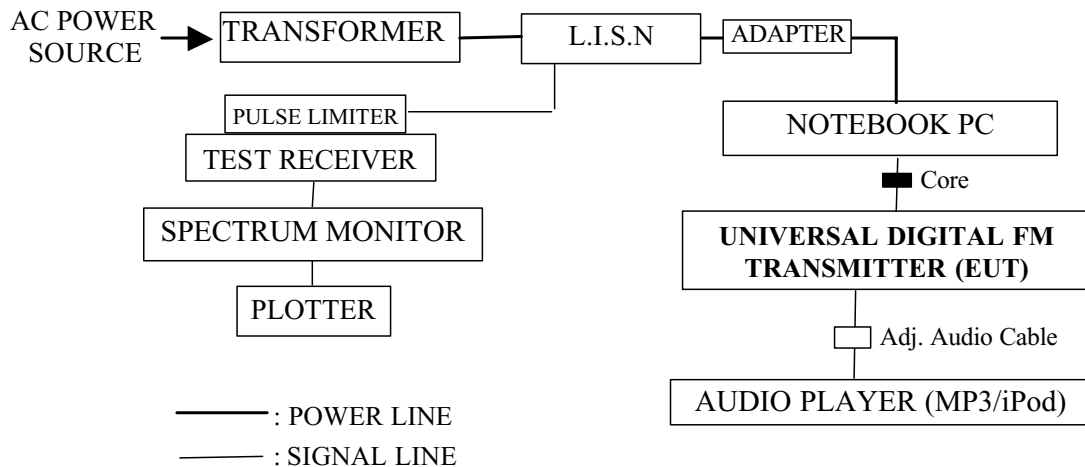 AC POWER
SOURCE
TRANSFORMER
L.I.S.N
ADAPTER
PULSE LIMITER
TEST RECEIVER
SPECTRUM MONITOR
PLOTTER
NOTEBOOK PC
Core
UNIVERSAL DIGITAL FM
TRANSMITTER (EUT)
Adj. Audio Cable
AUDIO PLAYER (MP3/iPod)
: POWER LINE
: SIGNAL LINE